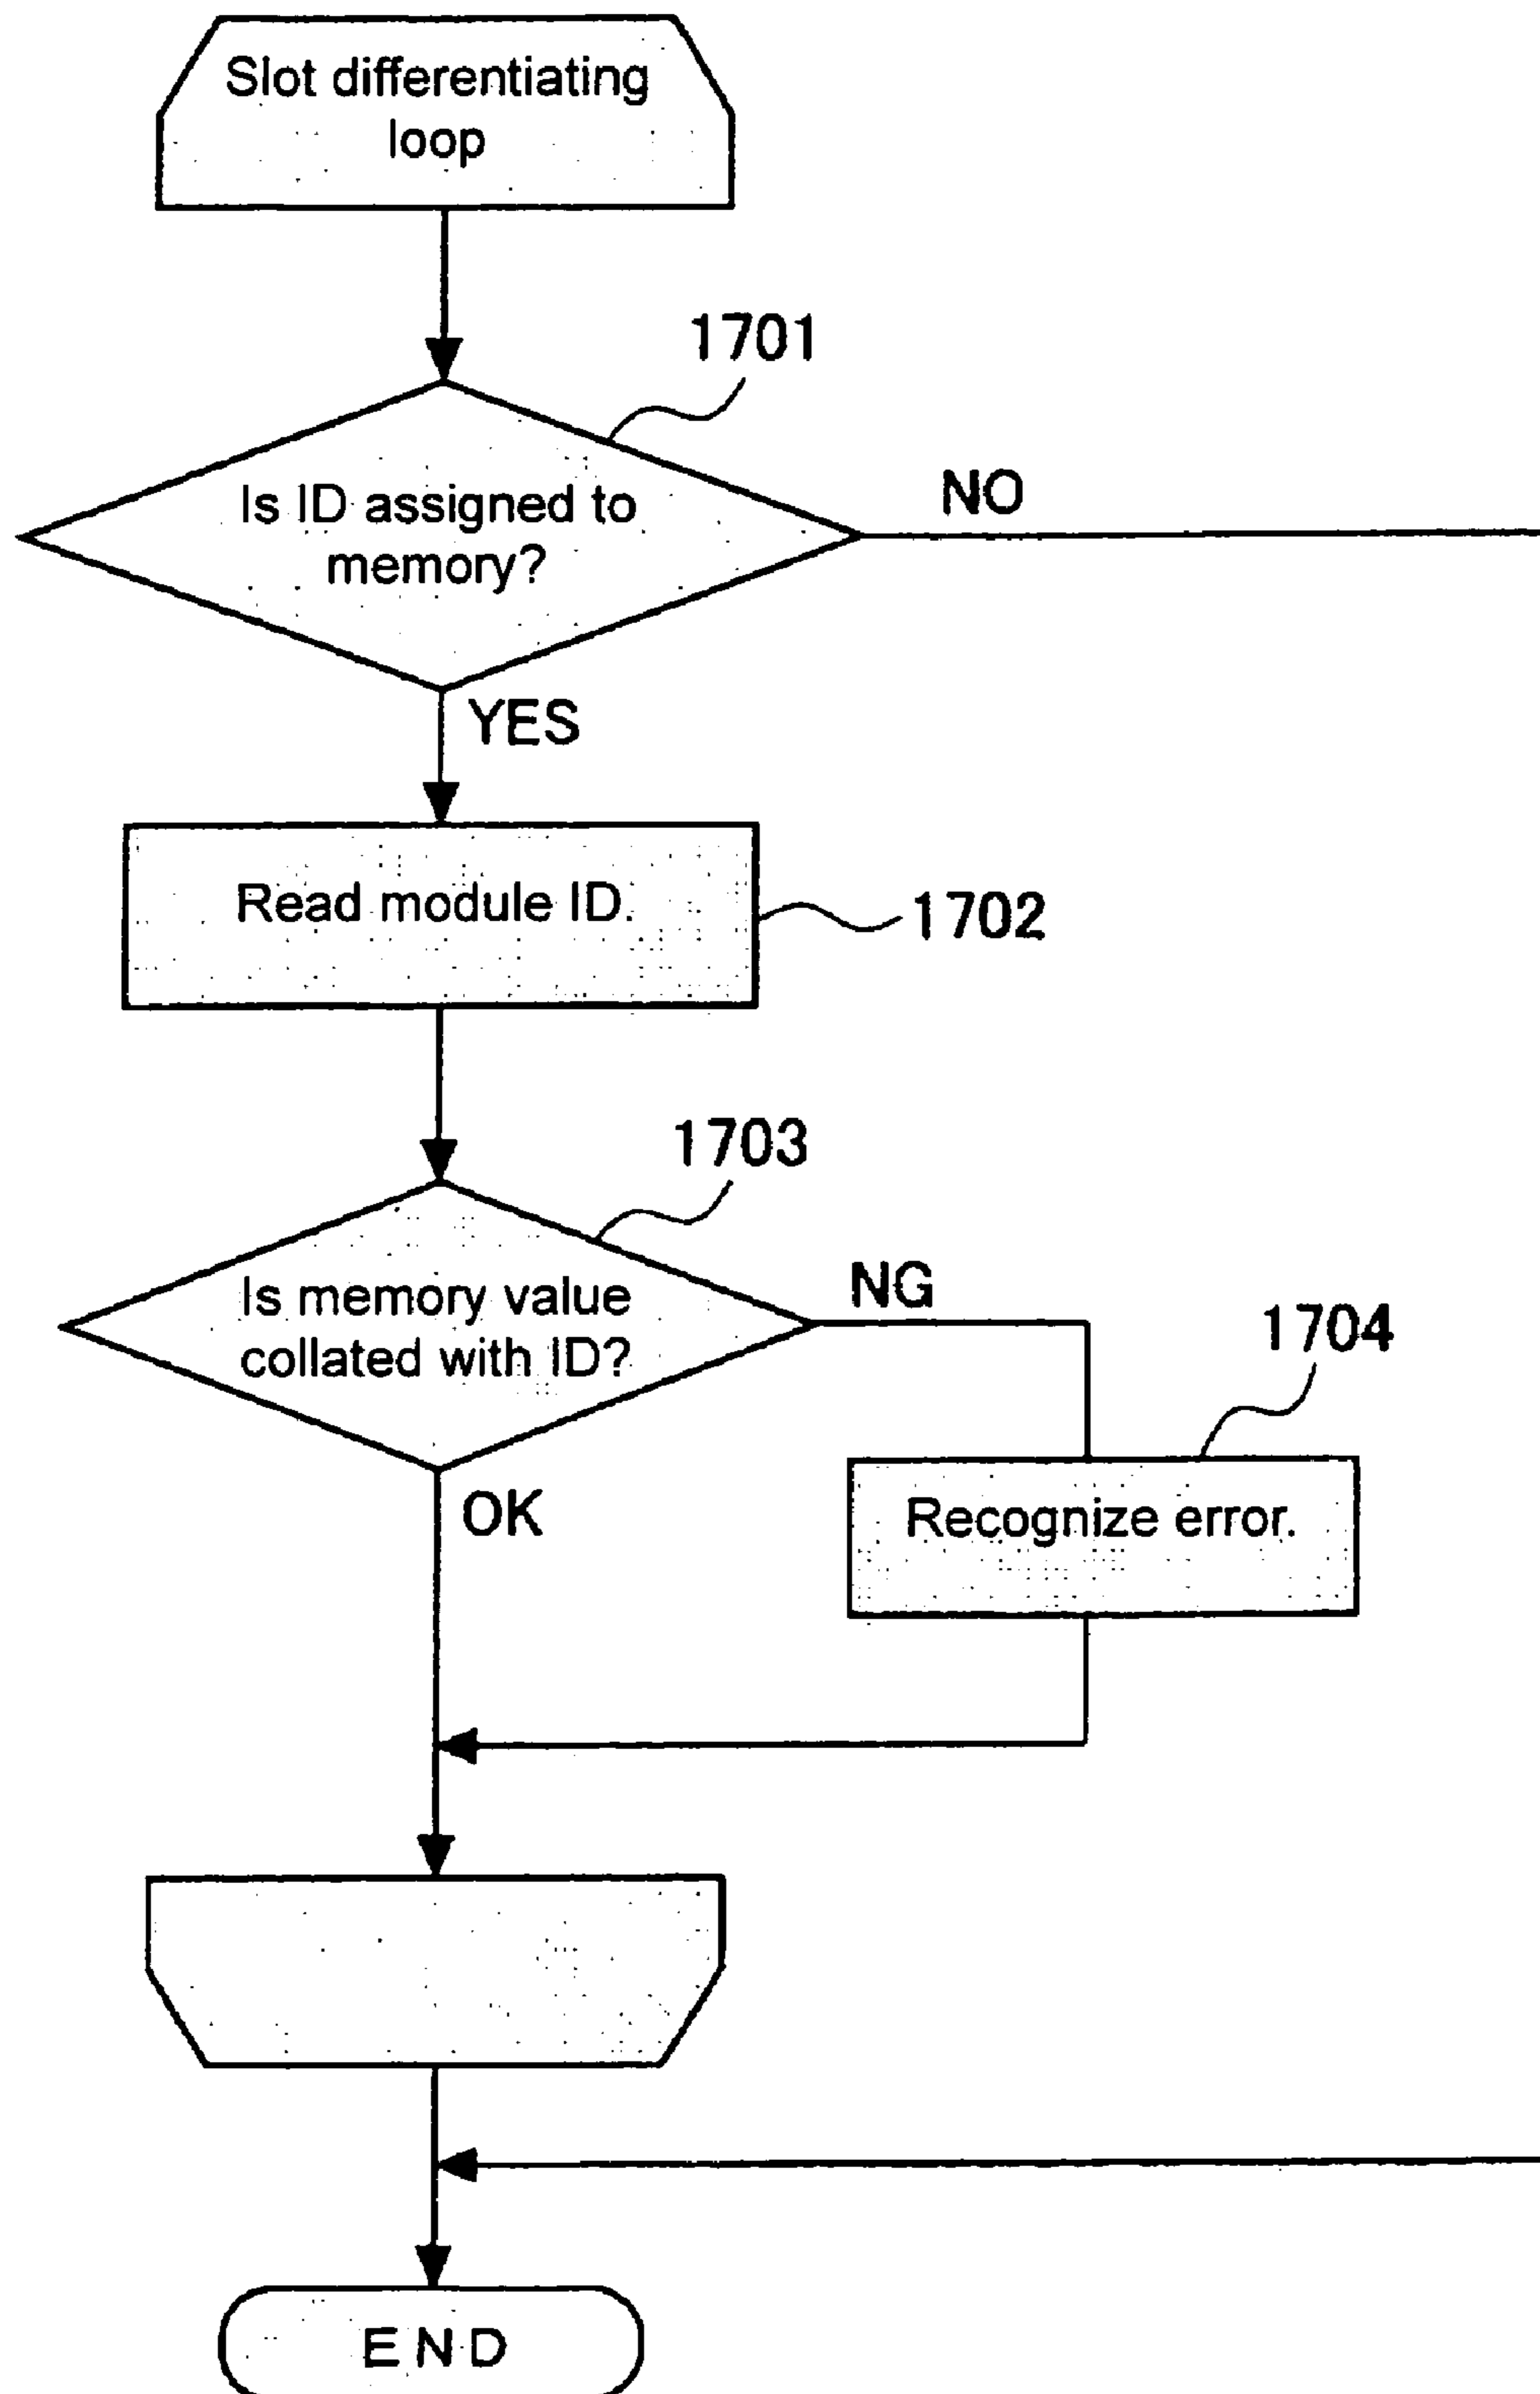 Slot differentiating
loop
1701
Is ID assigned to
memory?
NO
YES
Read module ID.
1702
1703
Is memory value
collated with ID?
NG
1704
OK
Recognize error.
END